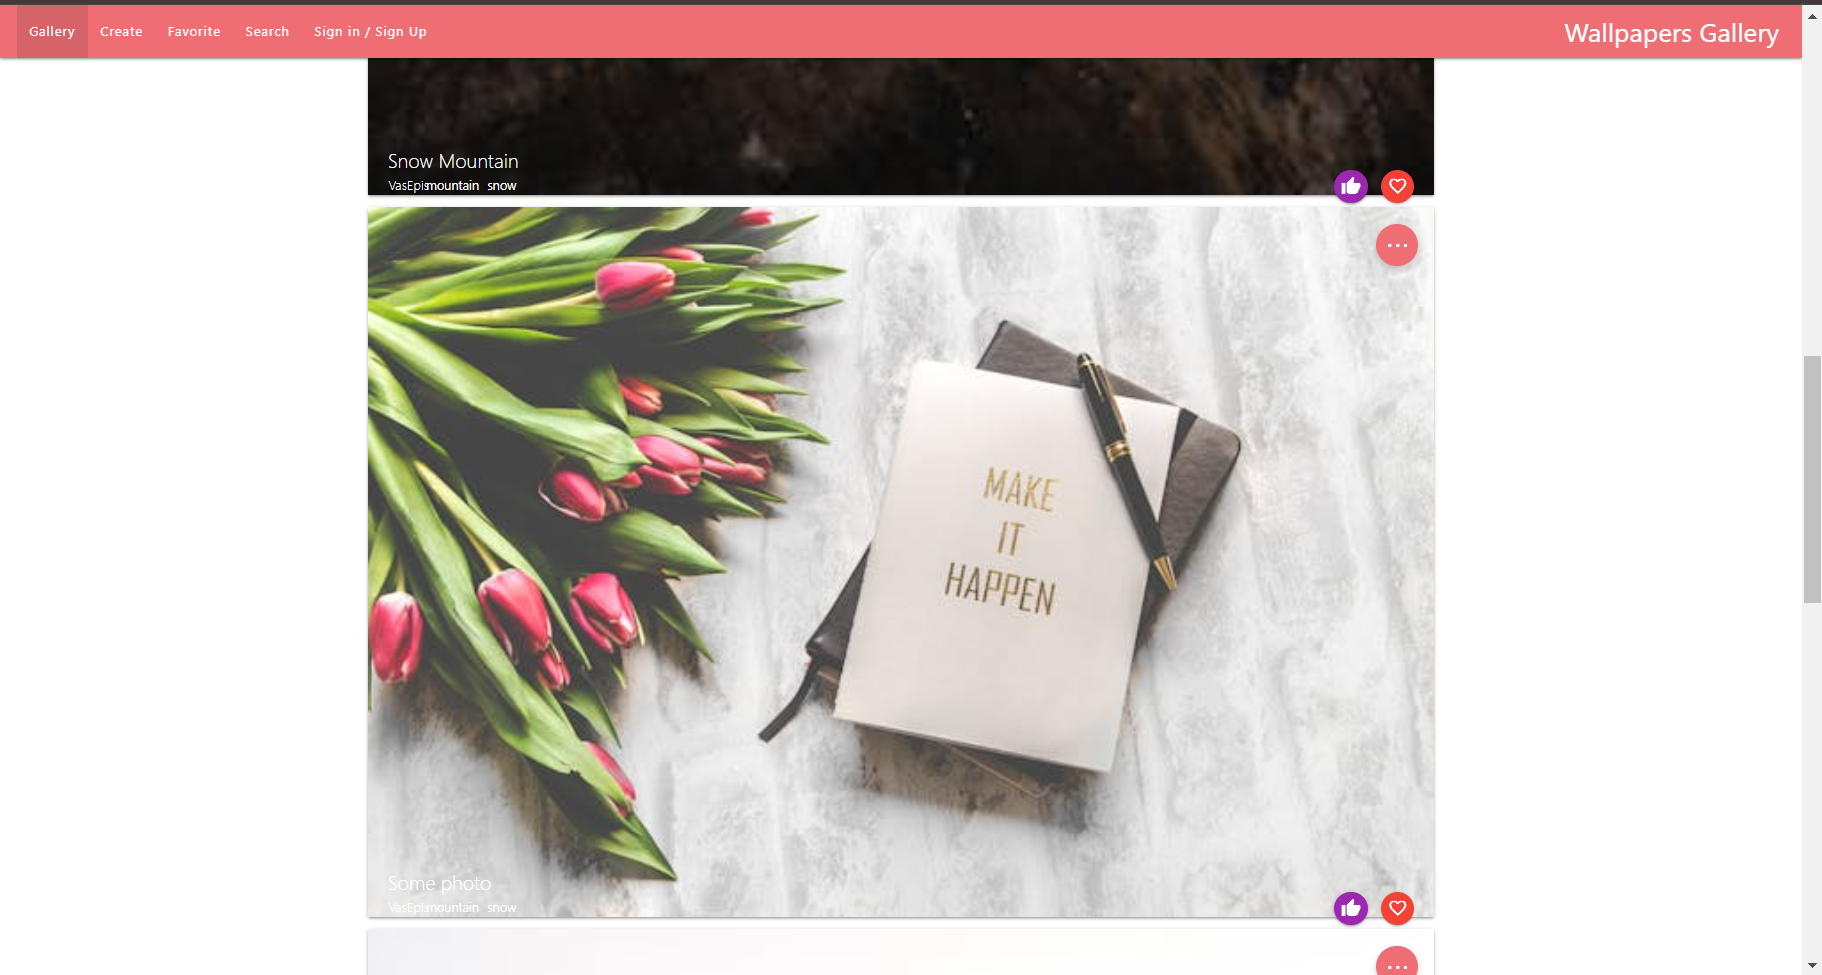 Gallery Create Favorite Search Sign in / Sign Up Wallpapers Gallery
Snow Mountain
VasEpismountain snow
MAKE
IT
HAPPEN
Some photo
VasEpismountain snow